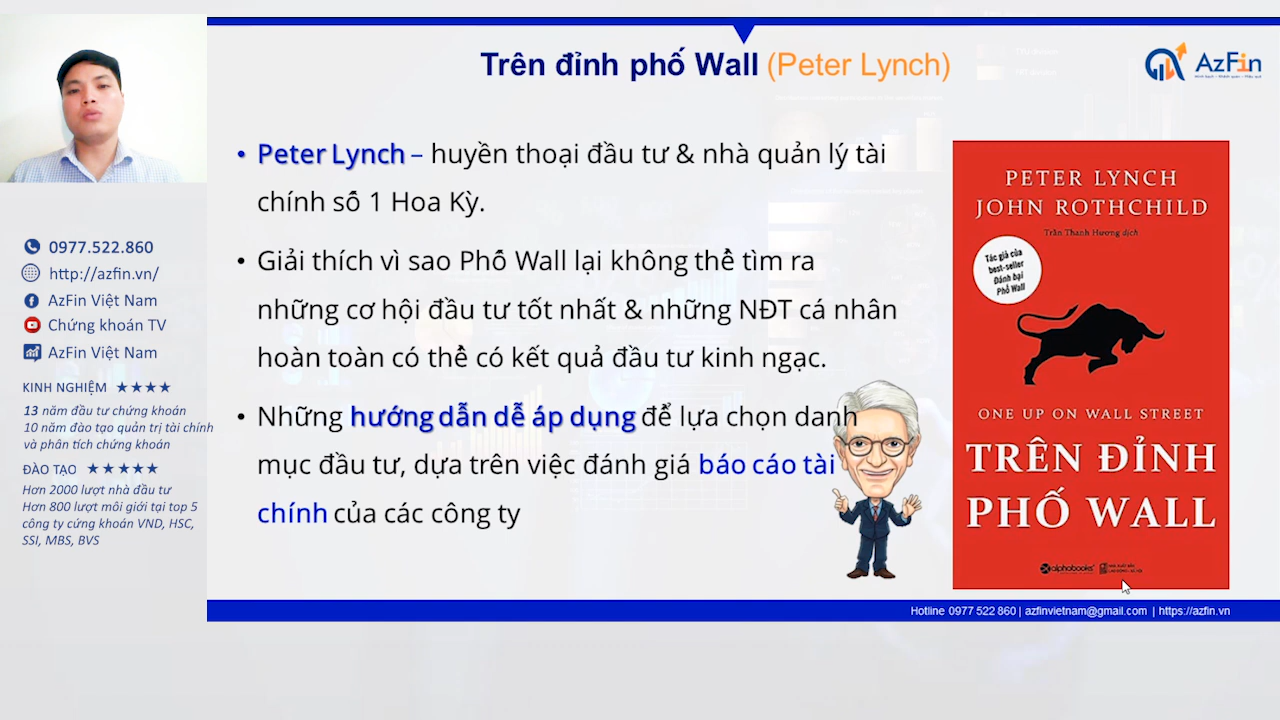 Trên đỉnh phố Wall (Peter Lynch)
AzFin
• Peter Lynch – huyền thoại đầu tư & nhà quản lý tài
chính số 1 Hoa Kỳ.
• Giải thích vì sao Phố Wall lại không thể tìm ra
những cơ hội đầu tư tốt nhất & những NĐT cá nhân
hoàn toàn có thể có kết quả đầu tư kinh ngạc.
• Những hướng dẫn dễ áp dụng để lựa chọn danh
mục đầu tư, dựa trên việc đánh giá báo cáo tài
chính của các công ty
0977.522.860
http://azfin.vn/
AzFin Việt Nam
Chứng khoán TV
AzFin Việt Nam
KINH NGHIỆM ★★★★
13 năm đầu tư chứng khoán
10 năm đào tạo quản trị tài chính
và phân tích chứng khoán
ĐÀO TẠO ★★★★★
Hơn 2000 lượt nhà đầu tư
Hơn 800 lượt môi giới tại top 5
công ty cứng khoán VND, HSC,
SSI, MBS, BVS
PETER LYNCH
JOHN ROTHCHILD
Trần Thanh Hương dịch
Tác giả của
best-seller
Đánh bại
Phố Wall
ONE UP ON WALL STREET
TRÊN ĐỈNH
PHỐ WALL
alphabooks
Hotline 0977 522 860 | azfinvietnam@gmail.com | https://azfin.vn